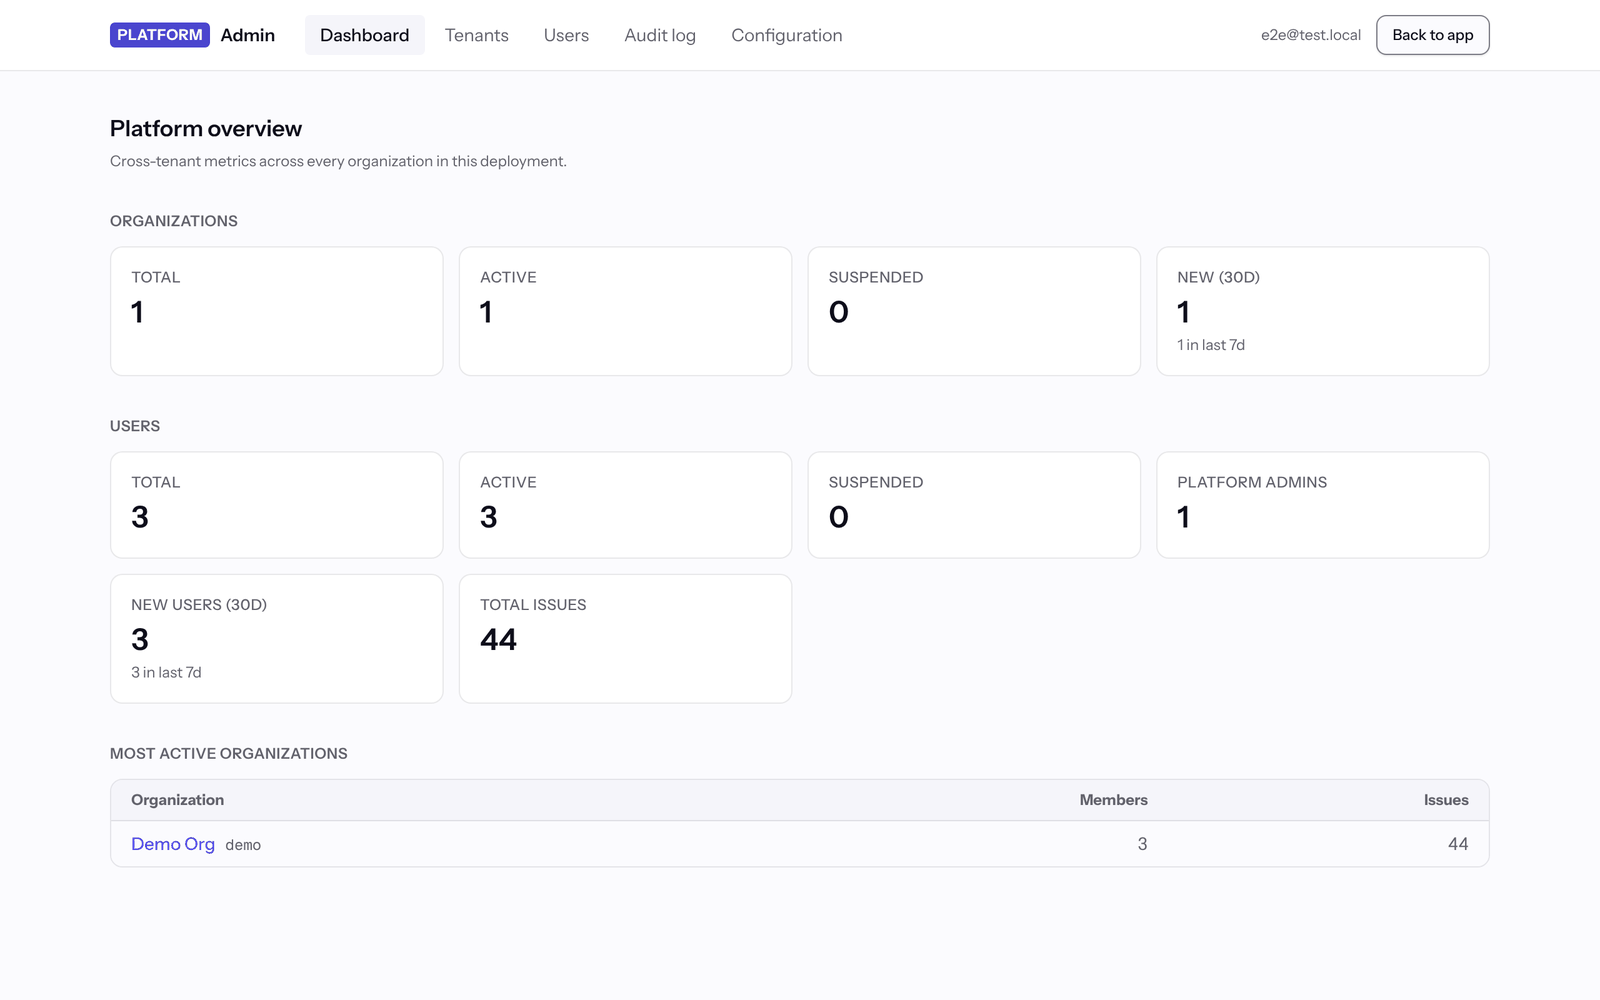 PLATFORM Admin Dashboard Tenants Users Audit log Configuration e2e@test.local Back to app
Platform overview
Cross-tenant metrics across every organization in this deployment.
ORGANIZATIONS
TOTAL ACTIVE SUSPENDED NEW (30D)
1 1 0 1
1 in last 7d
USERS
TOTAL ACTIVE SUSPENDED PLATFORM ADMINS
3 3 0 1
NEW USERS (30D) TOTAL ISSUES
3 44
3 in last 7d
MOST ACTIVE ORGANIZATIONS
Organization Members Issues
Demo Org demo 3 44